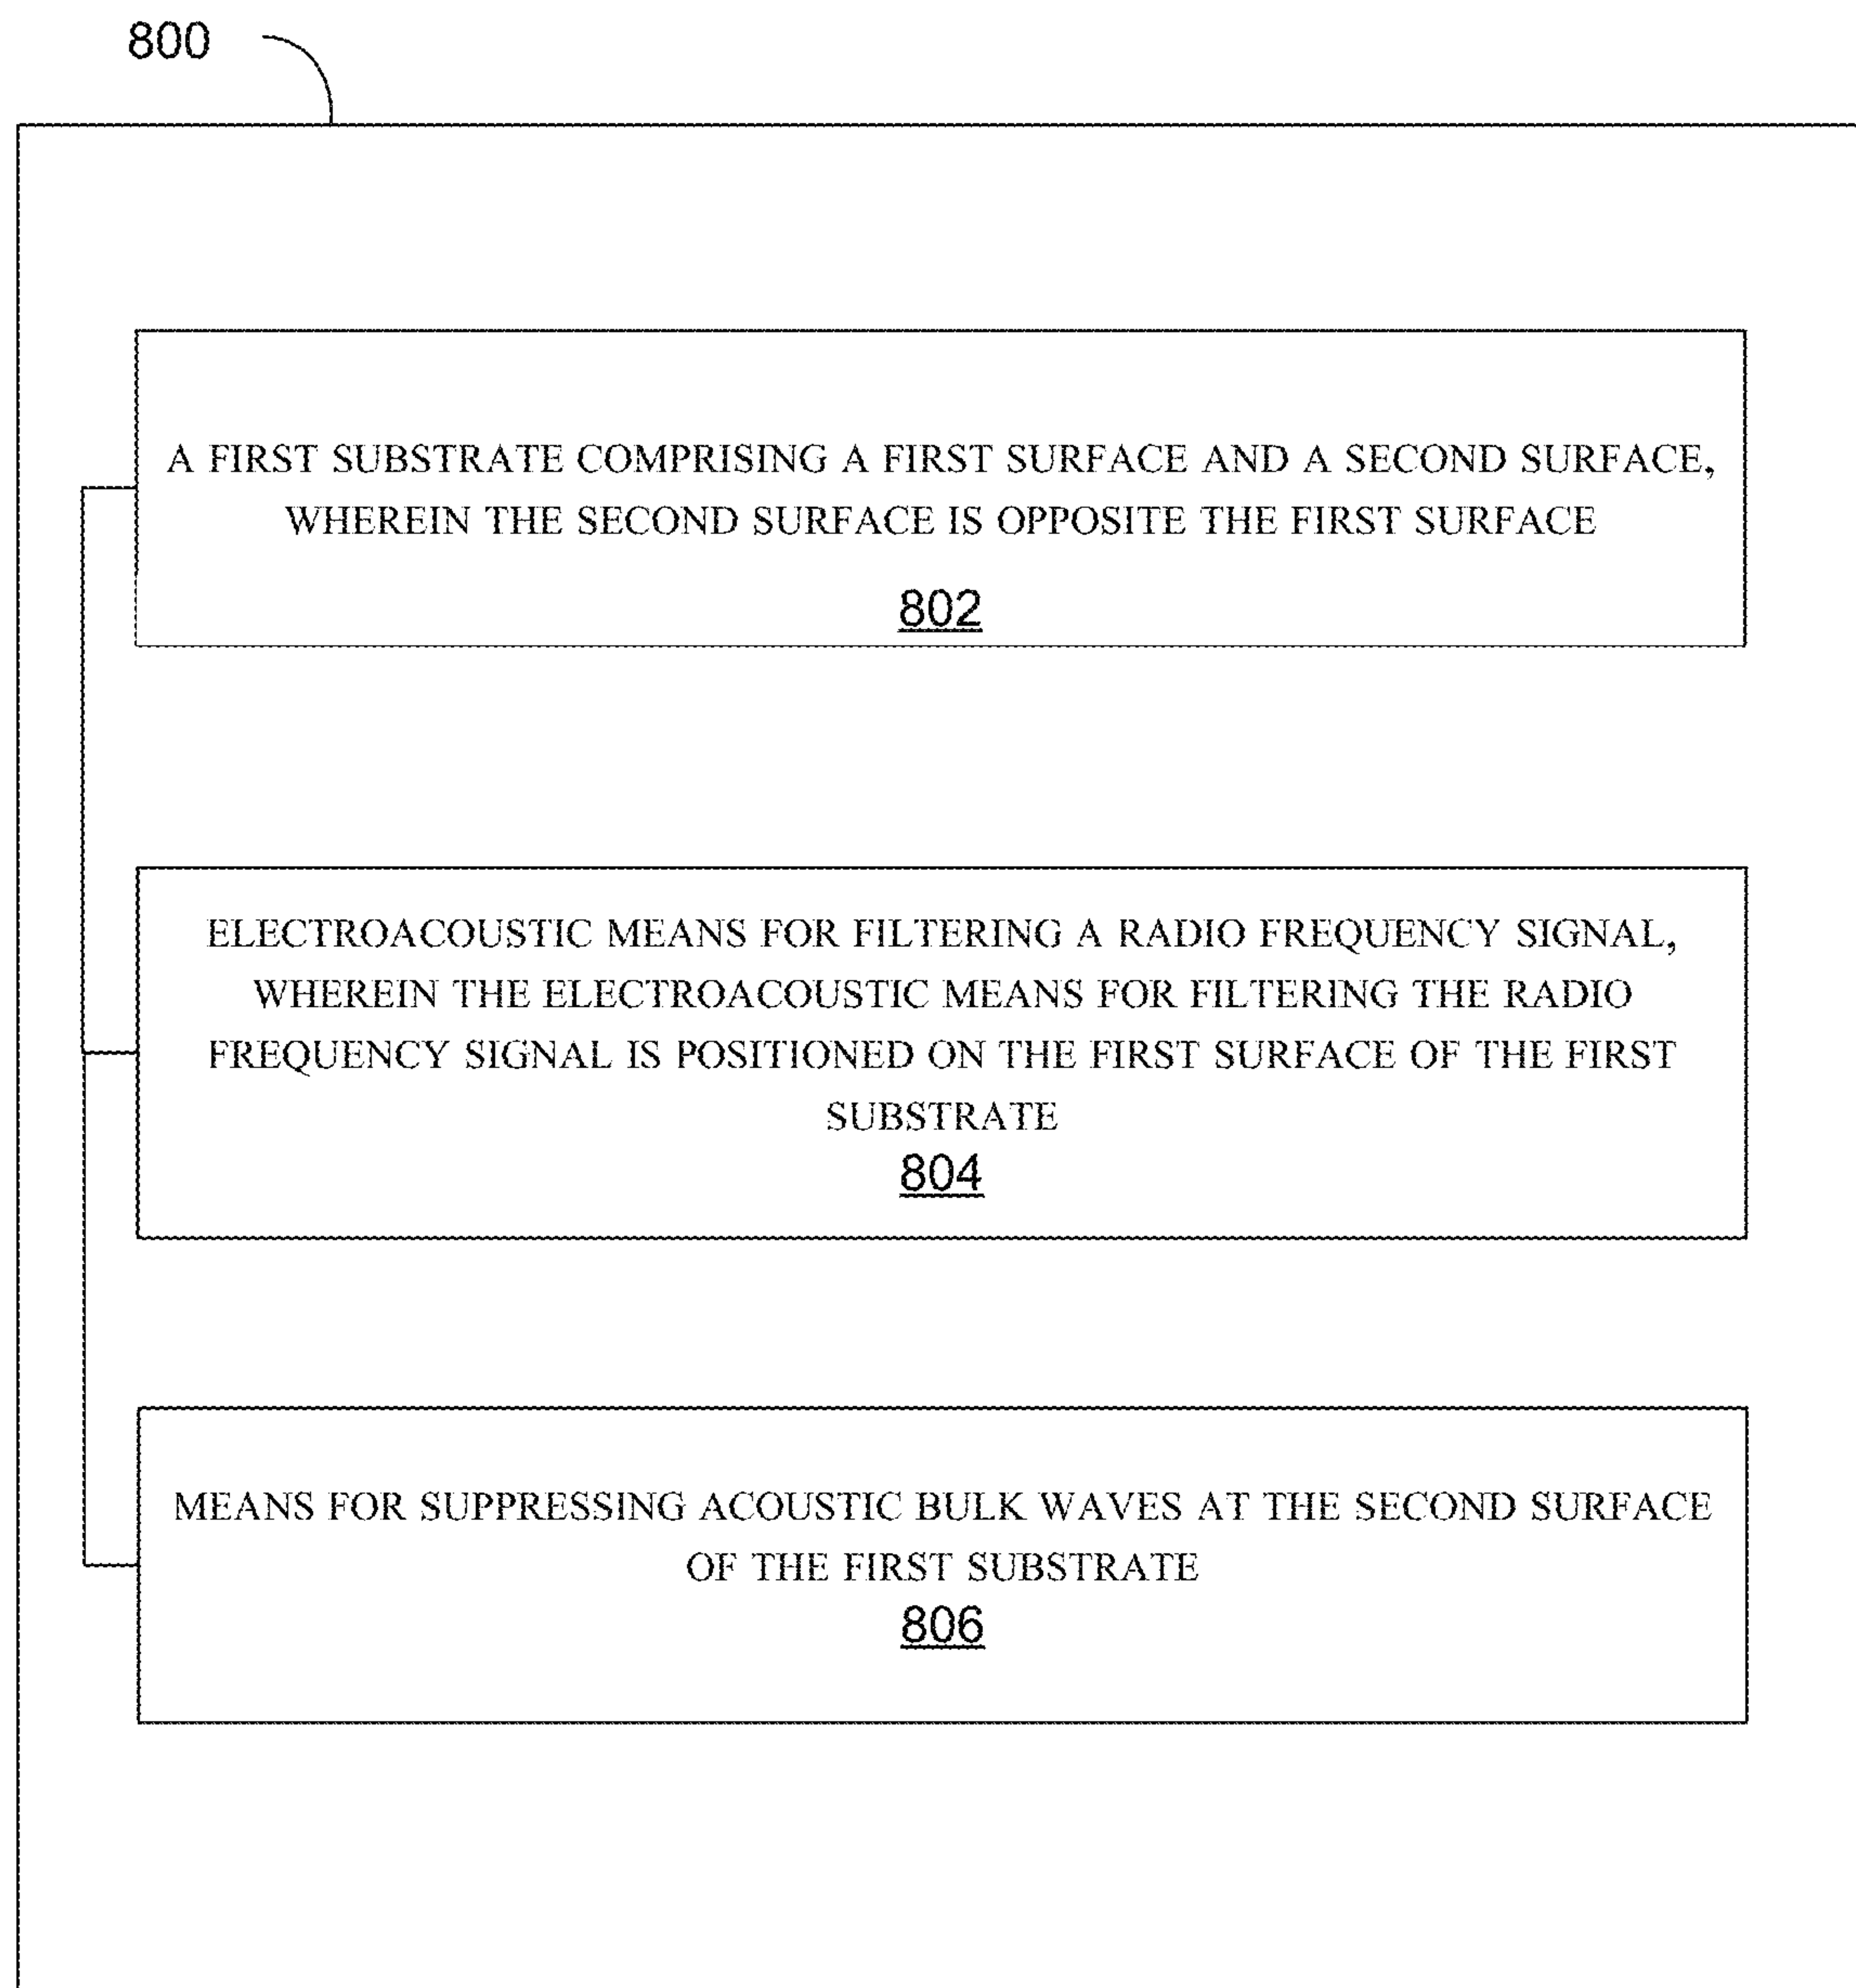 800
A FIRST SUBSTRATE COMPRISING A FIRST SURFACE AND A SECOND SURFACE,
WHEREIN THE SECOND SURFACE IS OPPOSITE THE FIRST SURFACE
802
ELECTROACOUSTIC MEANS FOR FILTERING A RADIO FREQUENCY SIGNAL,
WHEREIN THE ELECTROACOUSTIC MEANS FOR FILTERING THE RADIO
FREQUENCY SIGNAL IS POSITIONED ON THE FIRST SURFACE OF THE FIRST
SUBSTRATE
804
MEANS FOR SUPPRESSING ACOUSTIC BULK WAVES AT THE SECOND SURFACE
OF THE FIRST SUBSTRATE
806